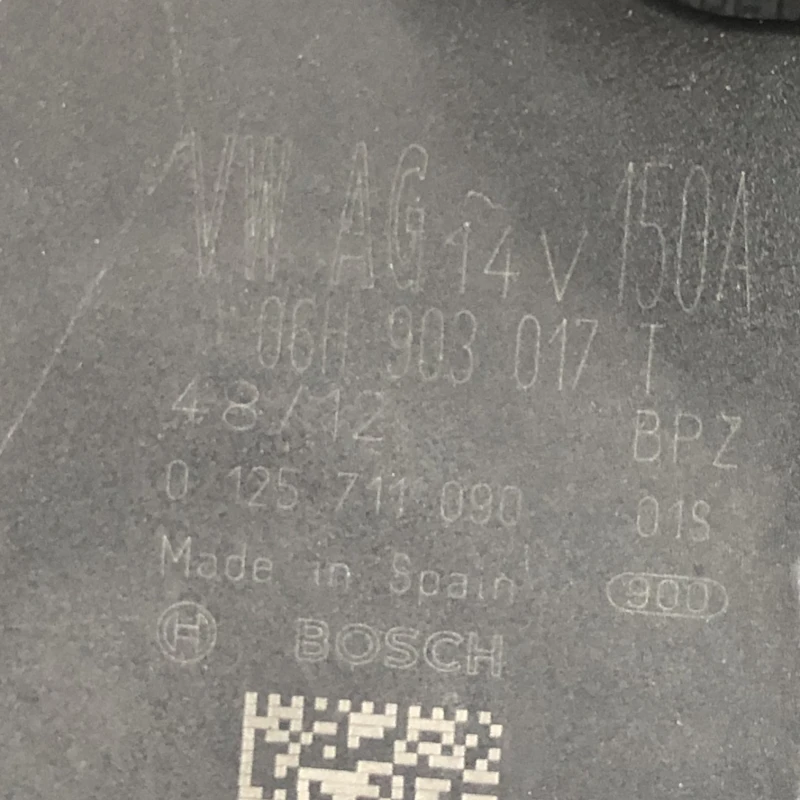 VW AG 14 V 150A
06H 903 017 T
48/12 BPZ
0 125 711 090 01S
Made in Spain 900
BOSCH